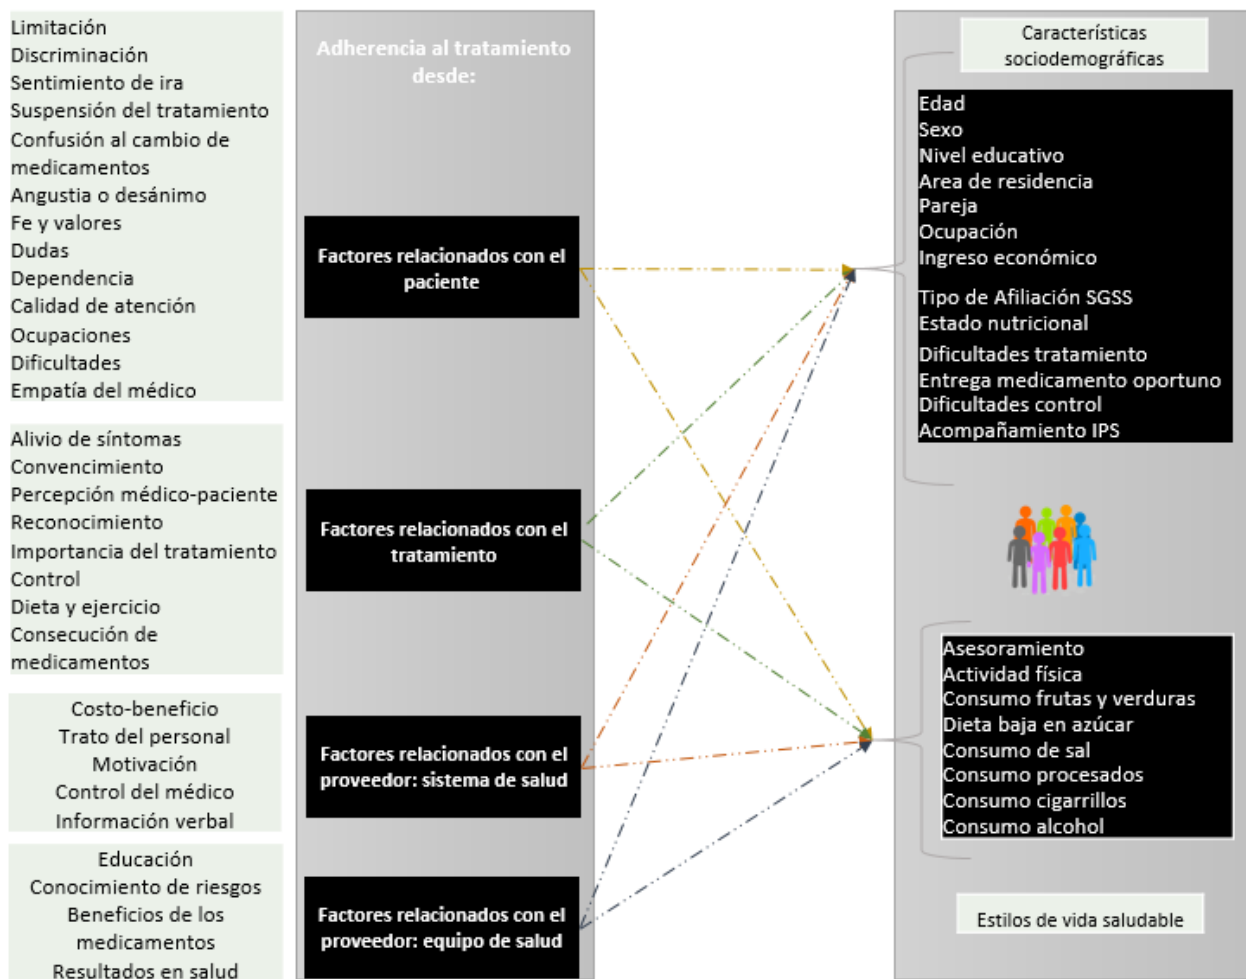 Limitación
Discriminación
Sentimiento de ira
Suspensión del tratamiento
Confusión al cambio de
medicamentos
Angustia o desánimo
Fe y valores
Dudas
Dependencia
Calidad de atención
Ocupaciones
Dificultades
Empatía del médico
Alivio de síntomas
Convencimiento
Percepción médico-paciente
Reconocimiento
Importancia del tratamiento
Control
Dieta y ejercicio
Consecución de
medicamentos
Costo-beneficio
Trato del personal
Motivación
Control del médico
Información verbal
Educación
Conocimiento de riesgos
Beneficios de los
medicamentos
Resultados en salud
Adherencia al tratamiento
desde:
Factores relacionados con el
paciente
Factores relacionados con el
tratamiento
Factores relacionados con el
proveedor: sistema de salud
Factores relacionados con el
proveedor: equipo de salud
Características
sociodemográficas
Edad
Sexo
Nivel educativo
Area de residencia
Pareja
Ocupación
Ingreso económico
Tipo de Afiliación SGSS
Estado nutricional
Dificultades tratamiento
Entrega medicamento oportuno
Dificultades control
Acompañamiento IPS
Asesoramiento
Actividad física
Consumo frutas y verduras
Dieta baja en azúcar
Consumo de sal
Consumo procesados
Consumo cigarrillos
Consumo alcohol
Estilos de vida saludable